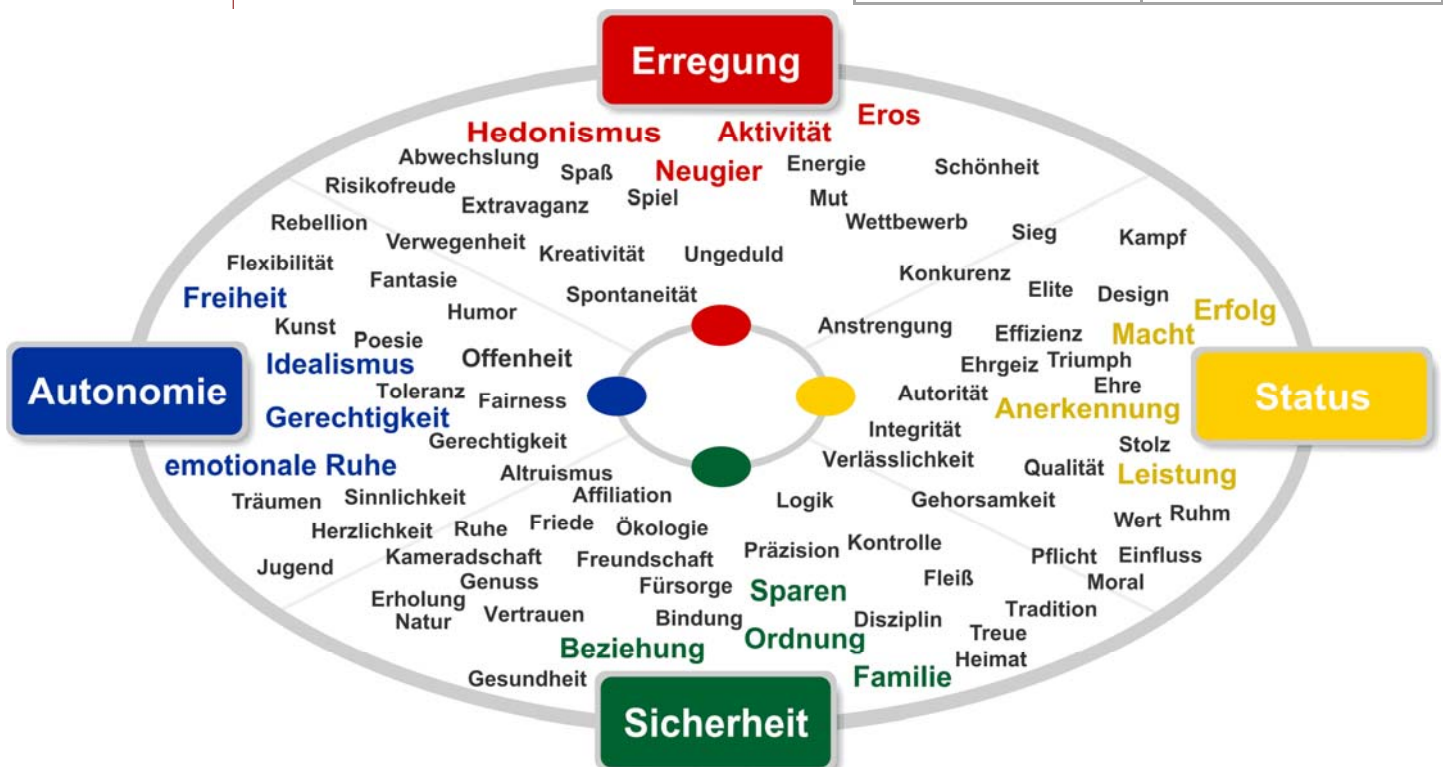 Erregung
Eros
Hedonismus
Aktivität
Abwechslung
Spaß
Neugier
Energie
Schönheit
Risikofreude
Extravaganz
Spiel
Mut
Rebellion
Wettbewerb
Sieg
Kampf
Verwegenheit
Kreativität
Ungeduld
Flexibilität
Fantasie
Konkurenz
Freiheit
Spontaneität
Elite
Design
Humor
Erfolg
Kunst
Poesie
Anstrengung
Effizienz
Macht
Idealismus
Offenheit
Ehrgeiz
Triumph
Autonomie
Toleranz
Fairness
Autorität
Ehre
Status
Gerechtigkeit
Anerkennung
Gerechtigkeit
Integrität
Stolz
emotionale Ruhe
Altruismus
Verlässlichkeit
Qualität
Leistung
Träumen
Sinnlichkeit
Affiliation
Logik
Gehorsamkeit
Wert
Ruhm
Herzlichkeit
Ruhe
Friede
Ökologie
Jugend
Kameradschaft
Freundschaft
Präzision
Kontrolle
Pflicht
Einfluss
Genuss
Fürsorge
Sparen
Fleiß
Moral
Erholung
Natur
Vertrauen
Bindung
Disziplin
Tradition
Beziehung
Ordnung
Treue
Heimat
Gesundheit
Familie
Sicherheit